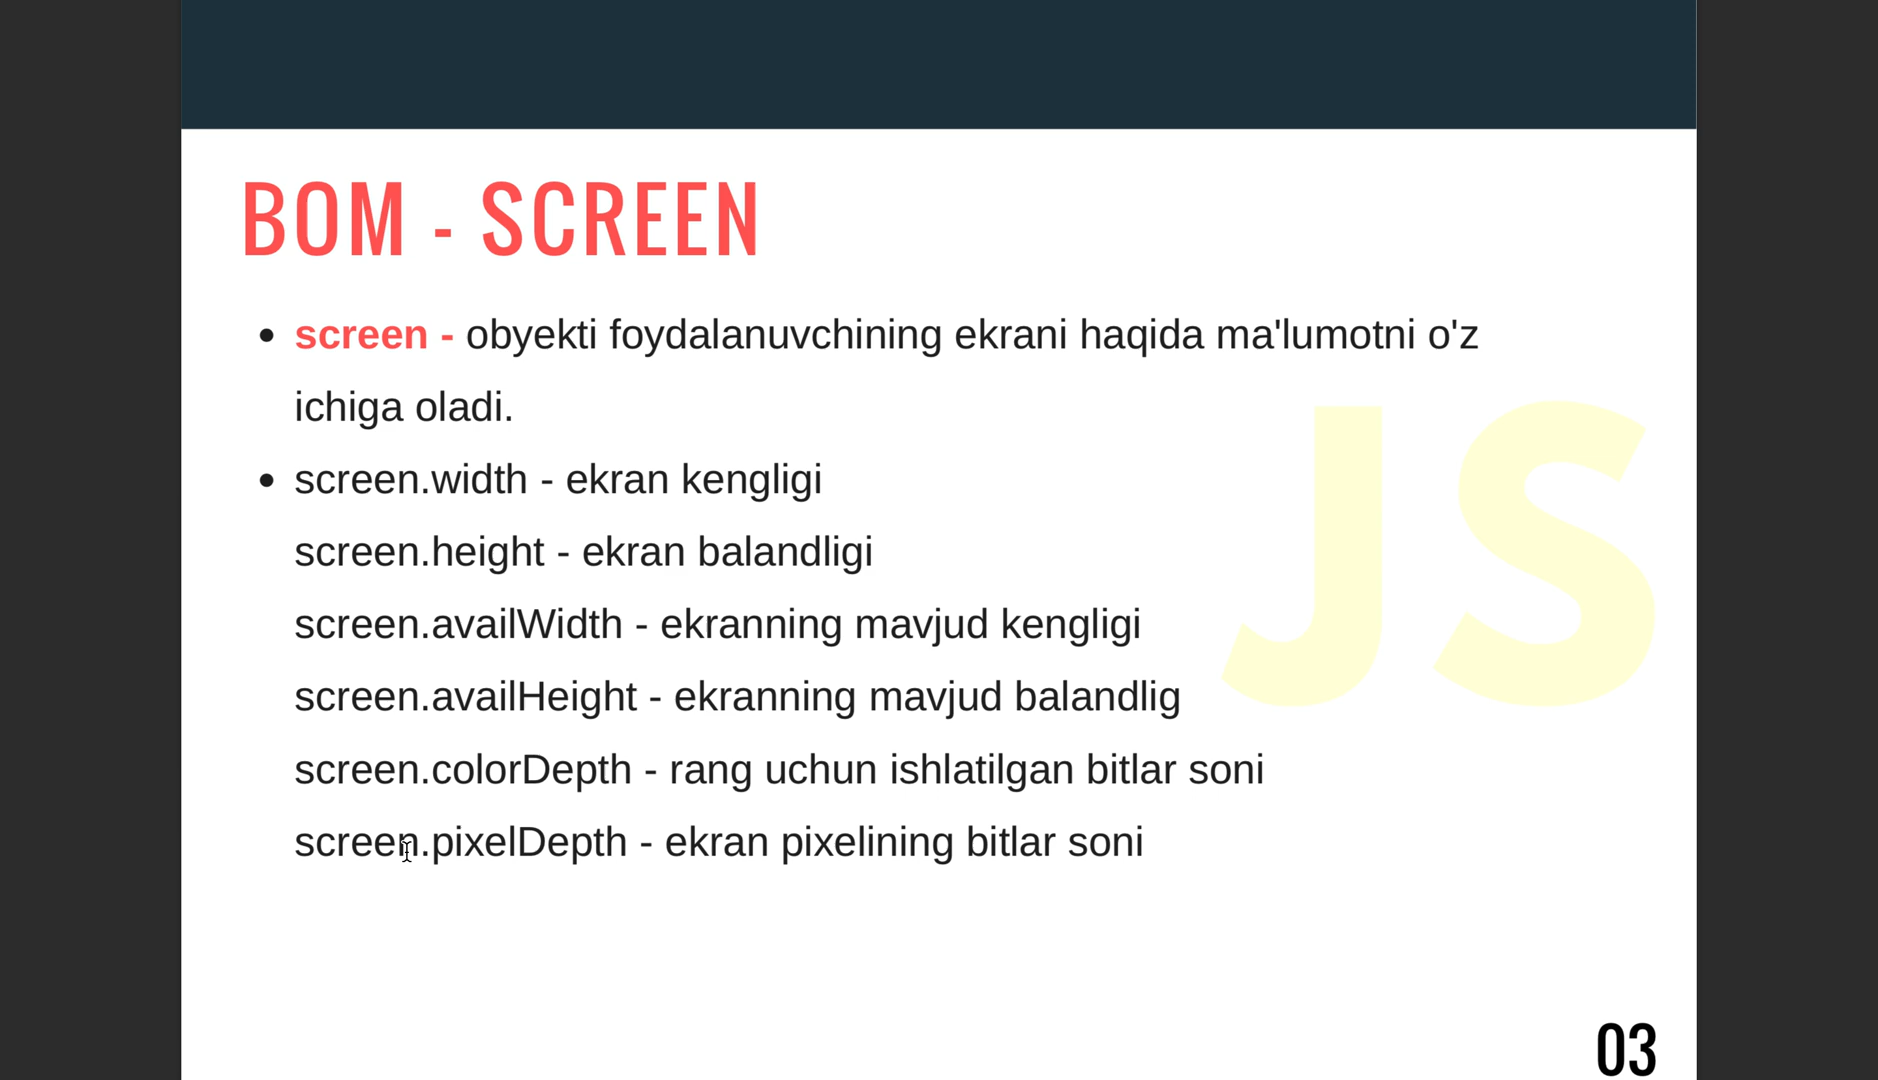 BOM - SCREEN
screen - obyekti foydalanuvchining ekrani haqida ma'lumotni o'z
ichiga oladi.
screen.width - ekran kengligi
screen.height - ekran balandligi
screen.availWidth - ekranning mavjud kengligi
screen.availHeight - ekranning mavjud balandlig
screen.colorDepth - rang uchun ishlatilgan bitlar soni
screen.pixelDepth - ekran pixelining bitlar soni
JS
03